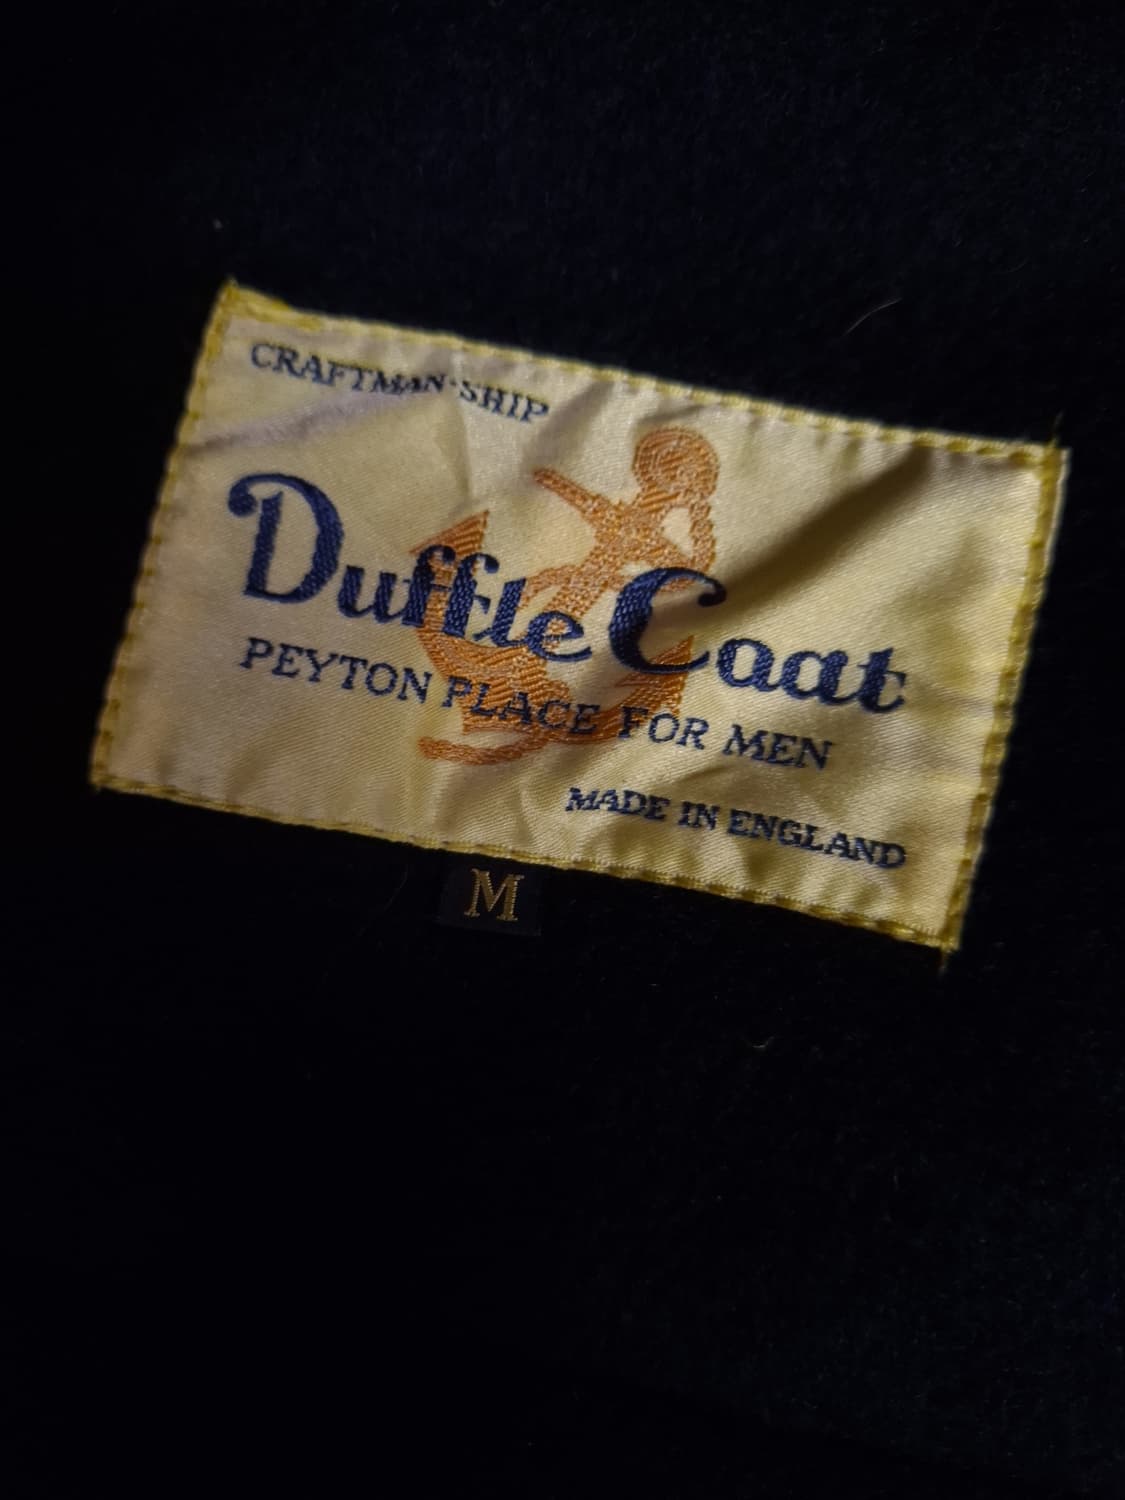 CRAFTMAN·SHIP
Duffle Coat
PEYTON PLACE FOR MEN
MADE IN ENGLAND
M